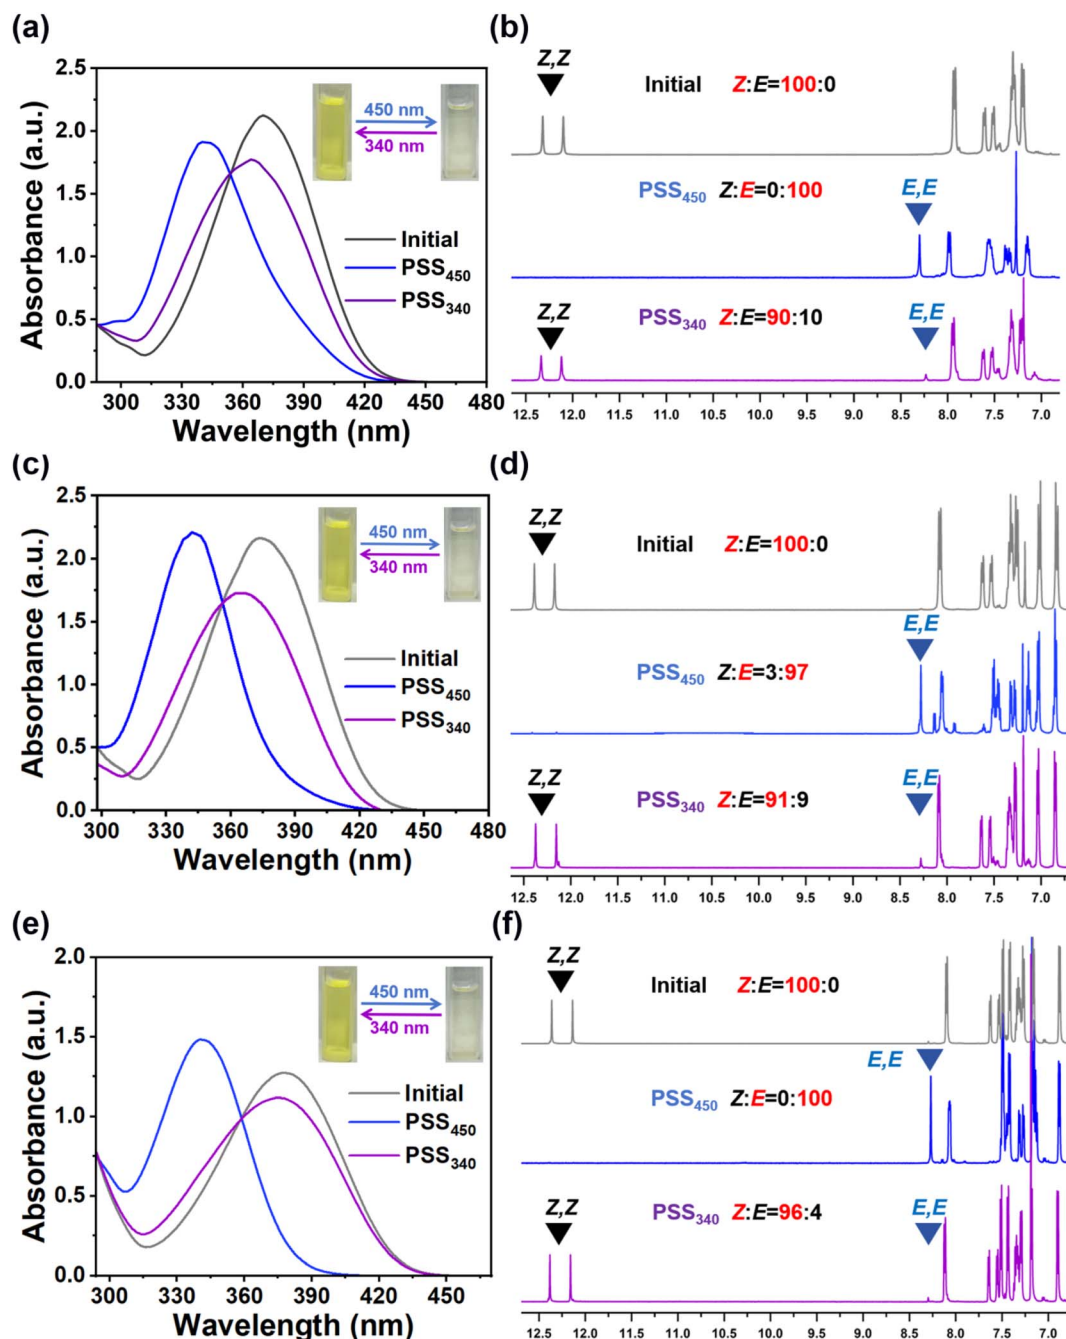 (a)
2.5
2.0
1.5
1.0
0.5
0.0
Absorbance (a.u.)
450 nm
340 nm
Initial
PSS450
PSS340
300 330 360 390 420 450 480
Wavelength (nm)
(b)
Z,Z
Initial Z:E=100:0
PSS450 Z:E=0:100
E,E
Z,Z
PSS340 Z:E=90:10
E,E
12.5 12.0 11.5 11.0 10.5 10.0 9.5 9.0 8.5 8.0 7.5 7.0
(c)
2.5
2.0
1.5
1.0
0.5
0.0
Absorbance (a.u.)
450 nm
340 nm
Initial
PSS450
PSS340
300 330 360 390 420 450 480
Wavelength (nm)
(d)
Z,Z
Initial Z:E=100:0
E,E
PSS450 Z:E=3:97
Z,Z
PSS340 Z:E=91:9
E,E
12.5 12.0 11.5 11.0 10.5 10.0 9.5 9.0 8.5 8.0 7.5 7.0
(e)
2.0
1.5
1.0
0.5
0.0
Absorbance (a.u.)
450 nm
340 nm
Initial
PSS450
PSS340
300 330 360 390 420 450
Wavelength (nm)
(f)
Z,Z
Initial Z:E=100:0
E,E
PSS450 Z:E=0:100
Z,Z
PSS340 Z:E=96:4
E,E
12.5 12.0 11.5 11.0 10.5 10.0 9.5 9.0 8.5 8.0 7.5 7.0